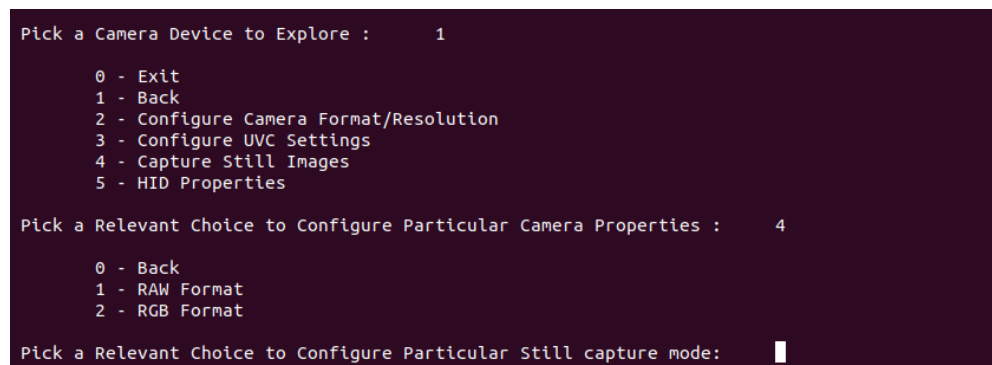 Pick a Camera Device to Explore :      1
0 - Exit
1 - Back
2 - Configure Camera Format/Resolution
3 - Configure UVC Settings
4 - Capture Still Images
5 - HID Properties
Pick a Relevant Choice to Configure Particular Camera Properties :     4
0 - Back
1 - RAW Format
2 - RGB Format
Pick a Relevant Choice to Configure Particular Still capture mode: